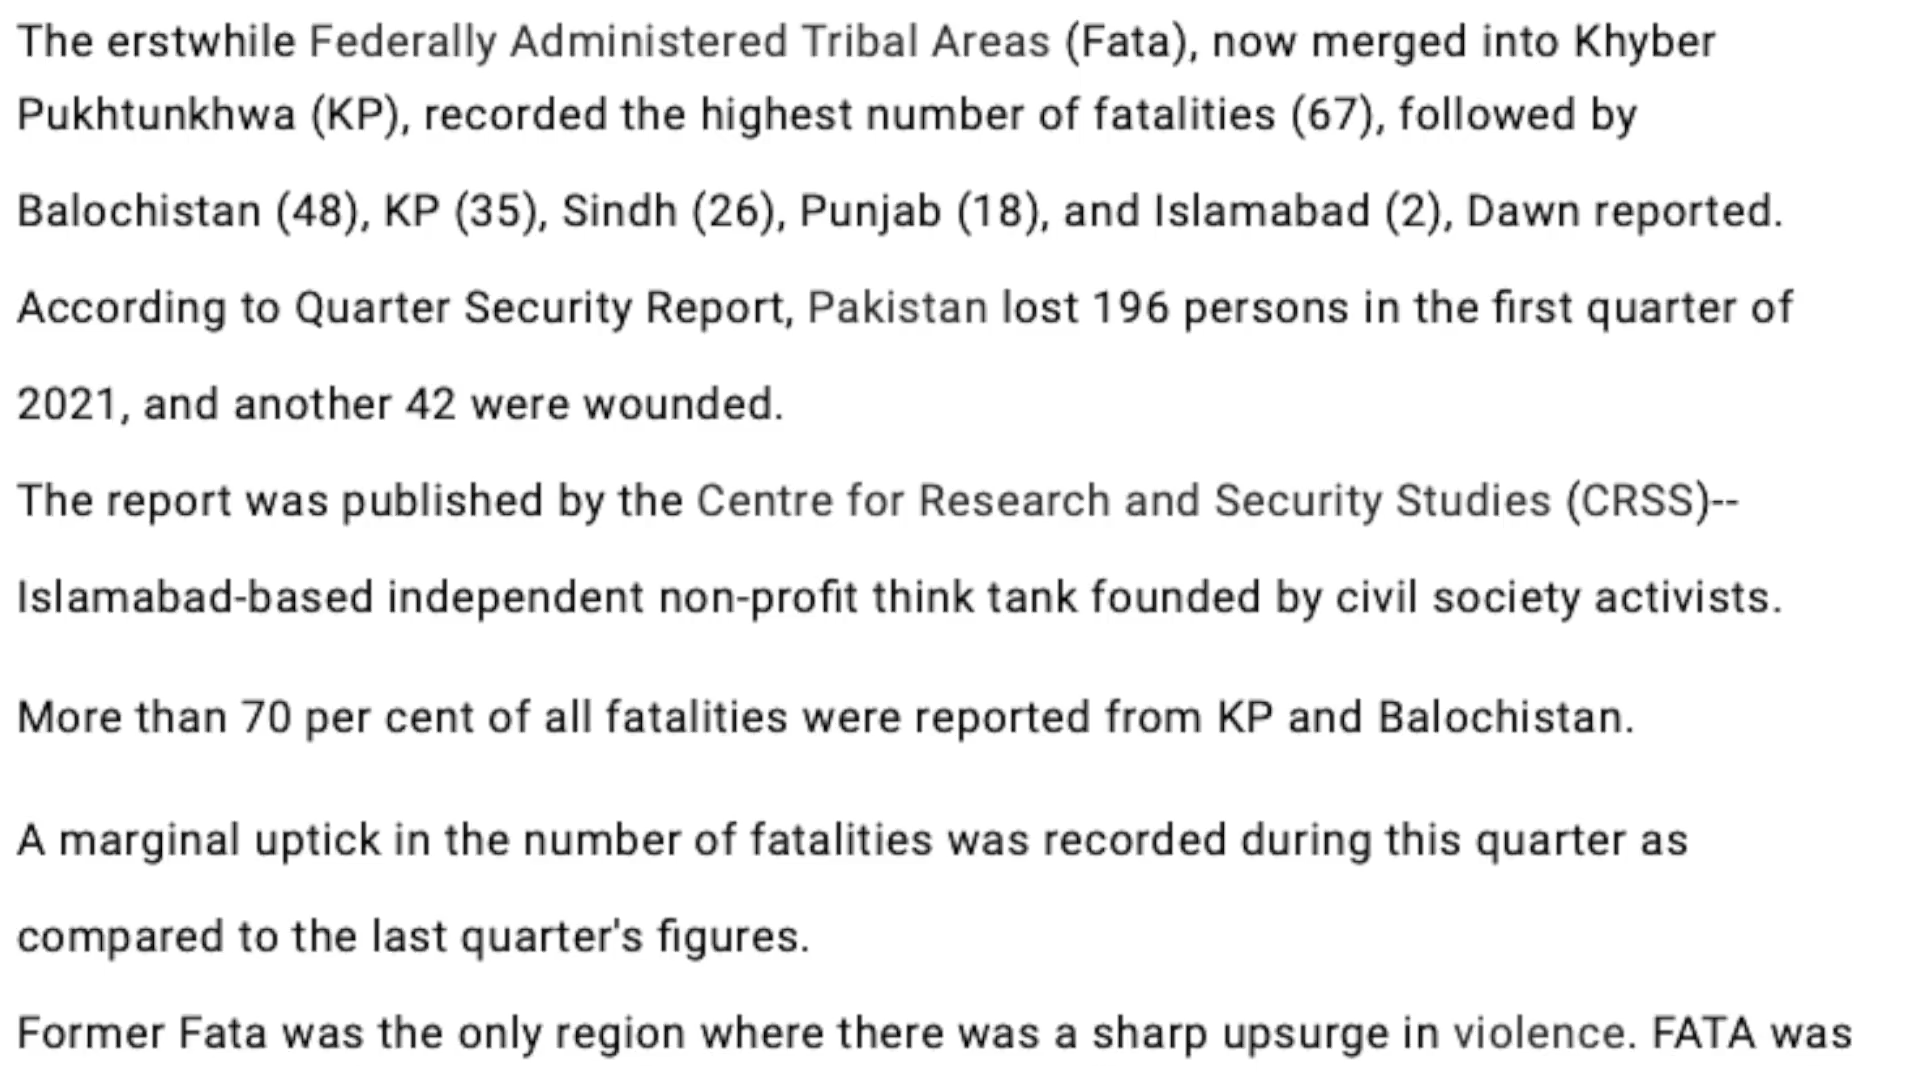 The erstwhile Federally Administered Tribal Areas (Fata), now merged into Khyber
Pukhtunkhwa (KP), recorded the highest number of fatalities (67), followed by
Balochistan (48), KP (35), Sindh (26), Punjab (18), and Islamabad (2), Dawn reported.
According to Quarter Security Report, Pakistan lost 196 persons in the first quarter of
2021, and another 42 were wounded.
The report was published by the Centre for Research and Security Studies (CRSS)--
Islamabad-based independent non-profit think tank founded by civil society activists.
More than 70 per cent of all fatalities were reported from KP and Balochistan.
A marginal uptick in the number of fatalities was recorded during this quarter as
compared to the last quarter's figures.
Former Fata was the only region where there was a sharp upsurge in violence. FATA was